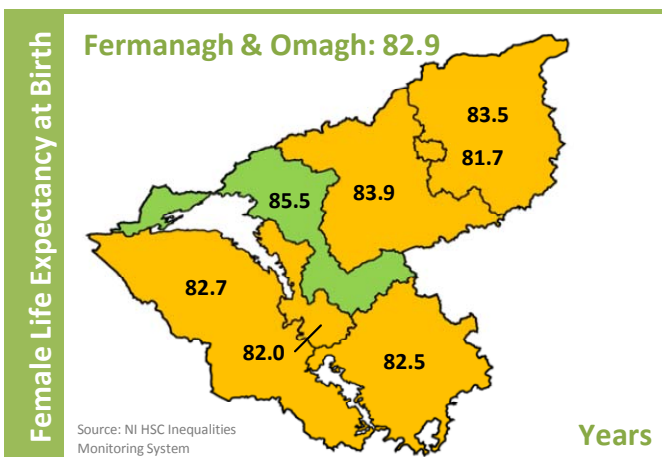 Female Life Expectancy at Birth
Fermanagh & Omagh: 82.9
83.5
81.7
83.9
85.5
82.7
82.0
82.5
Source: NI HSC Inequalities
Monitoring System
Years